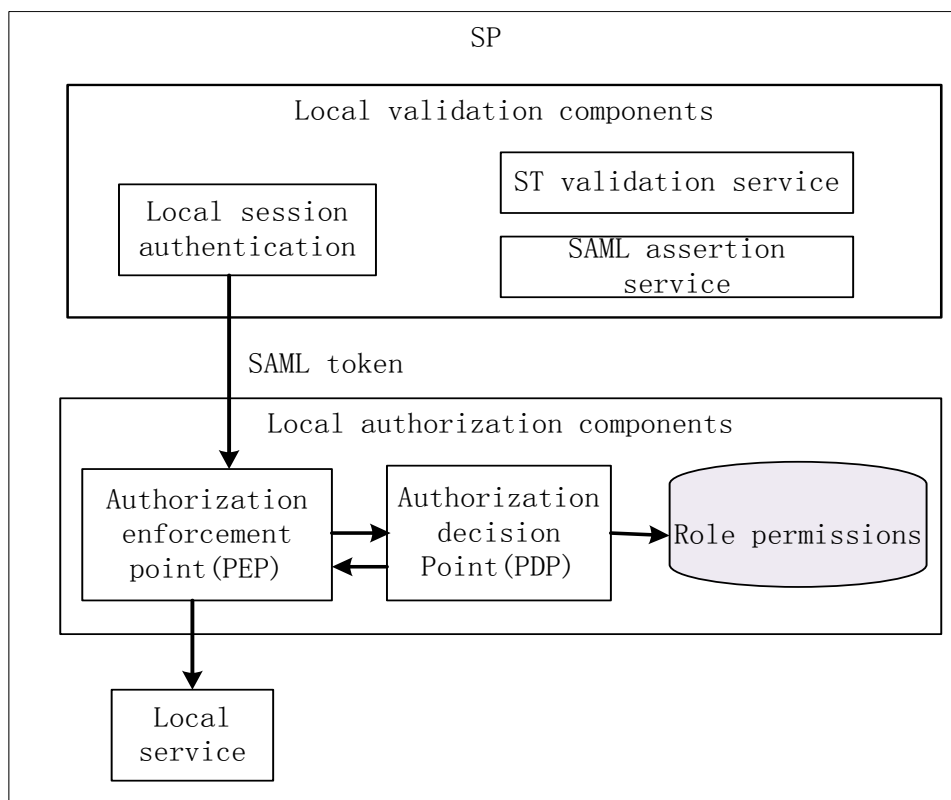 SP
Local validation components
ST validation service
Local session
authentication
SAML assertion
service
SAML token
Local authorization components
Authorization
enforcement
point(PEP)
Authorization
decision
Point(PDP)
Role permissions
Local
service